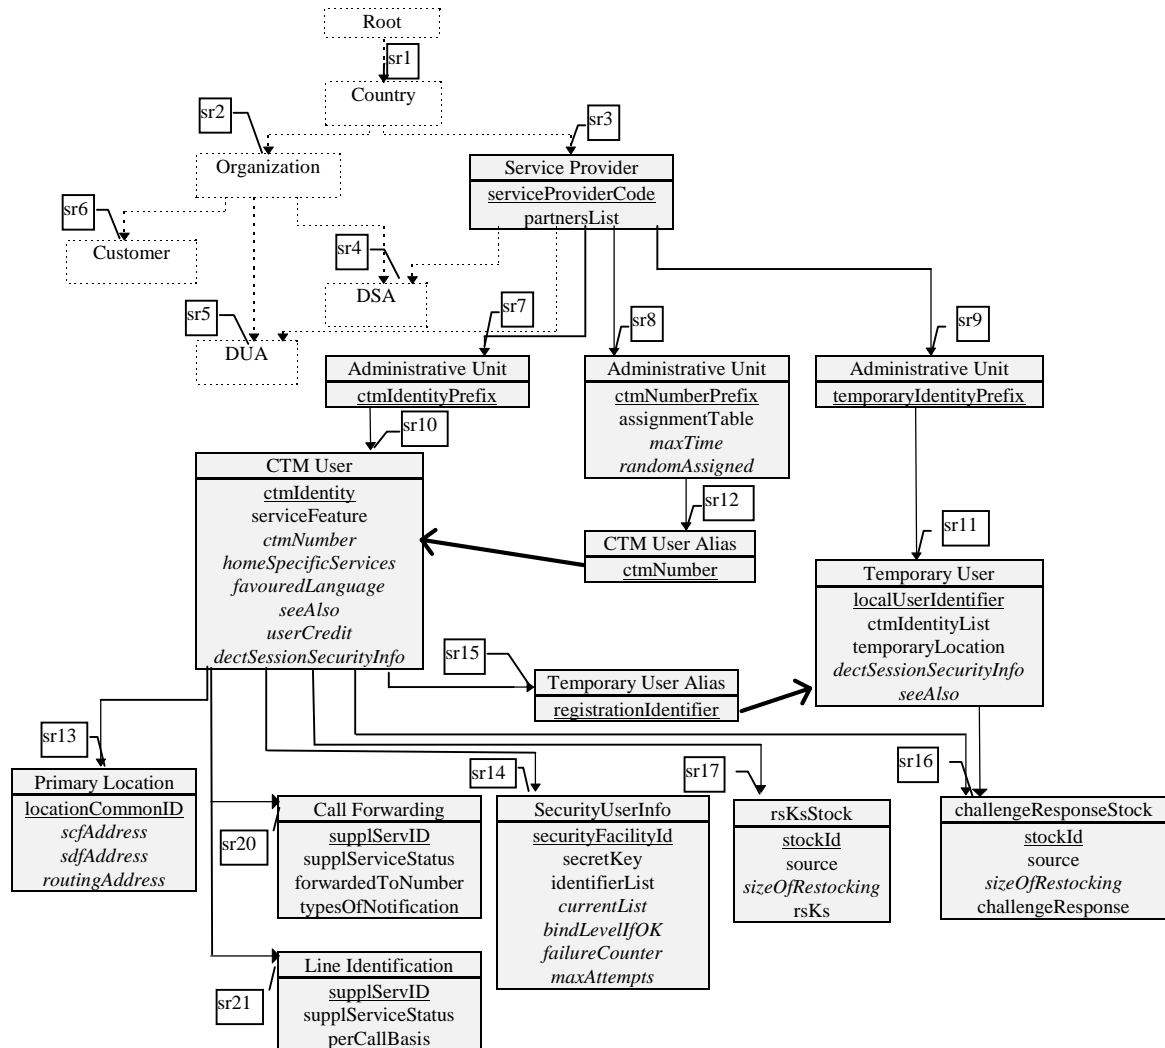 Root
sr1
Country
sr2
sr3
Organization
Service Provider
serviceProviderCode
partnersList
sr6
Customer
sr4
DSA
sr5
DUA
sr7
sr8
sr9
Administrative Unit
ctmIdentityPrefix
Administrative Unit
ctmNumberPrefix
assignmentTable
maxTime
randomAssigned
Administrative Unit
temporaryIdentityPrefix
sr10
CTM User
ctmIdentity
serviceFeature
ctmNumber
homeSpecificServices
favouredLanguage
seeAlso
userCredit
dectSessionSecurityInfo
sr12
CTM User Alias
ctmNumber
sr11
Temporary User
localUserIdentifier
ctmIdentityList
temporaryLocation
dectSessionSecurityInfo
seeAlso
sr15
Temporary User Alias
registrationIdentifier
sr13
Primary Location
locationCommonID
scfAddress
sdfAddress
routingAddress
sr20
Call Forwarding
supplServID
supplServiceStatus
forwardedToNumber
typesOfNotification
sr14
SecurityUserInfo
securityFacilityId
secretKey
identifierList
currentList
bindLevelIfOK
failureCounter
maxAttempts
sr17
rsKsStock
stockId
source
sizeOfRestocking
rsKs
sr16
challengeResponseStock
stockId
source
sizeOfRestocking
challengeResponse
sr21
Line Identification
supplServID
supplServiceStatus
perCallBasis